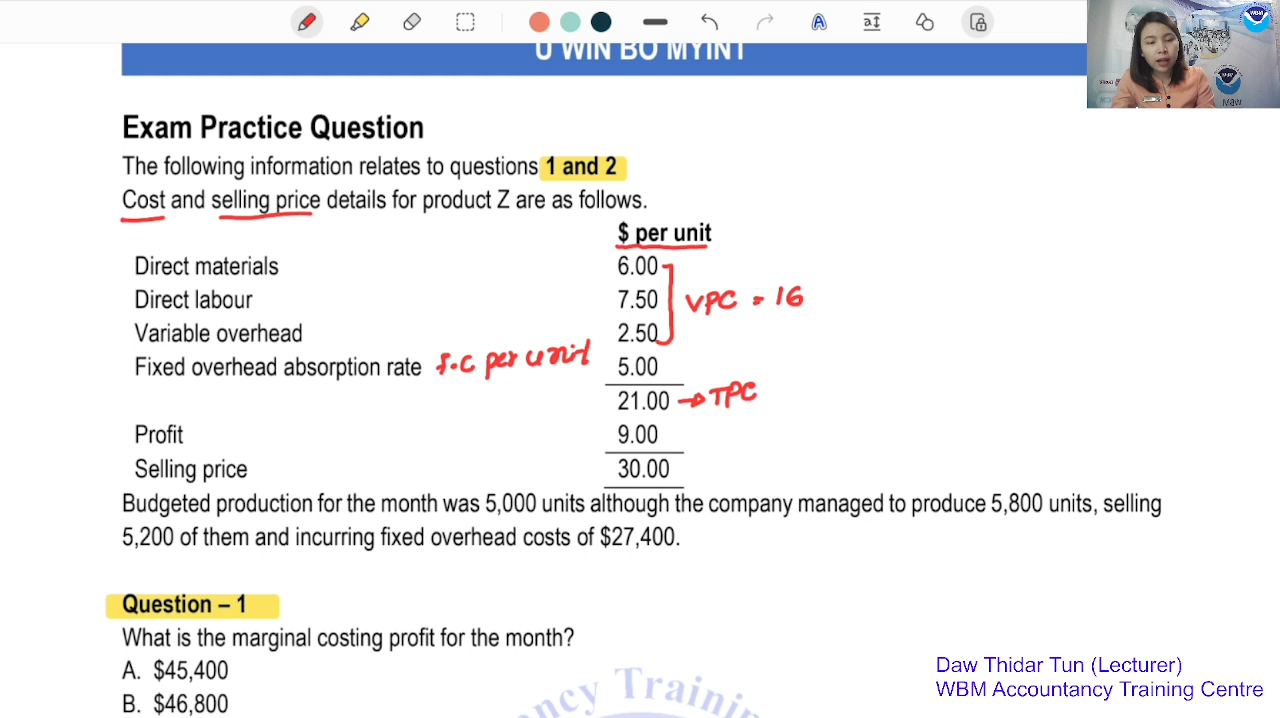 U WIN BO MYINT
Exam Practice Question
The following information relates to questions 1 and 2
Cost and selling price details for product Z are as follows.
$ per unit
Direct materials 6.00
Direct labour 7.50 VPC = 16
Variable overhead 2.50
Fixed overhead absorption rate f.c per unit 5.00
21.00 → TPC
Profit 9.00
Selling price 30.00
Budgeted production for the month was 5,000 units although the company managed to produce 5,800 units, selling
5,200 of them and incurring fixed overhead costs of $27,400.
Question – 1
What is the marginal costing profit for the month?
A. $45,400
B. $46,800
ncy Trainin
Daw Thidar Tun (Lecturer)
WBM Accountancy Training Centre